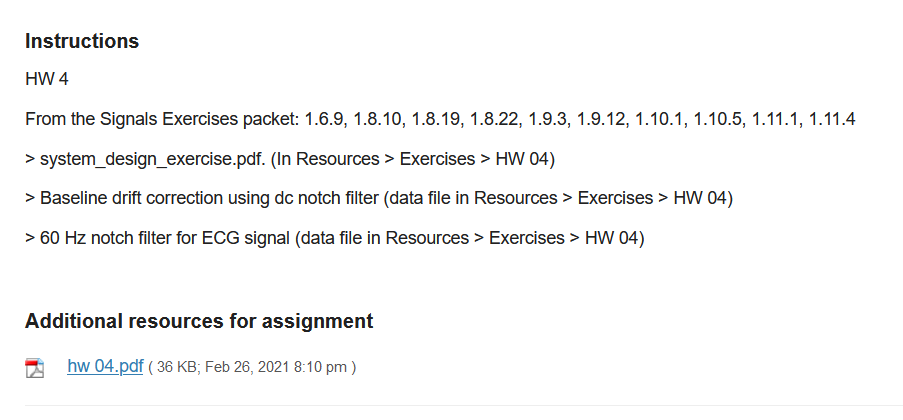 Instructions
HW 4
From the Signals Exercises packet: 1.6.9, 1.8.10, 1.8.19, 1.8.22, 1.9.3, 1.9.12, 1.10.1, 1.10.5, 1.11.1, 1.11.4
> system_design_exercise.pdf. (In Resources > Exercises > HW 04)
> Baseline drift correction using dc notch filter (data file in Resources > Exercises > HW 04)
> 60 Hz notch filter for ECG signal (data file in Resources > Exercises > HW 04)
Additional resources for assignment
hw 04.pdf ( 36 KB; Feb 26, 2021 8:10 pm )